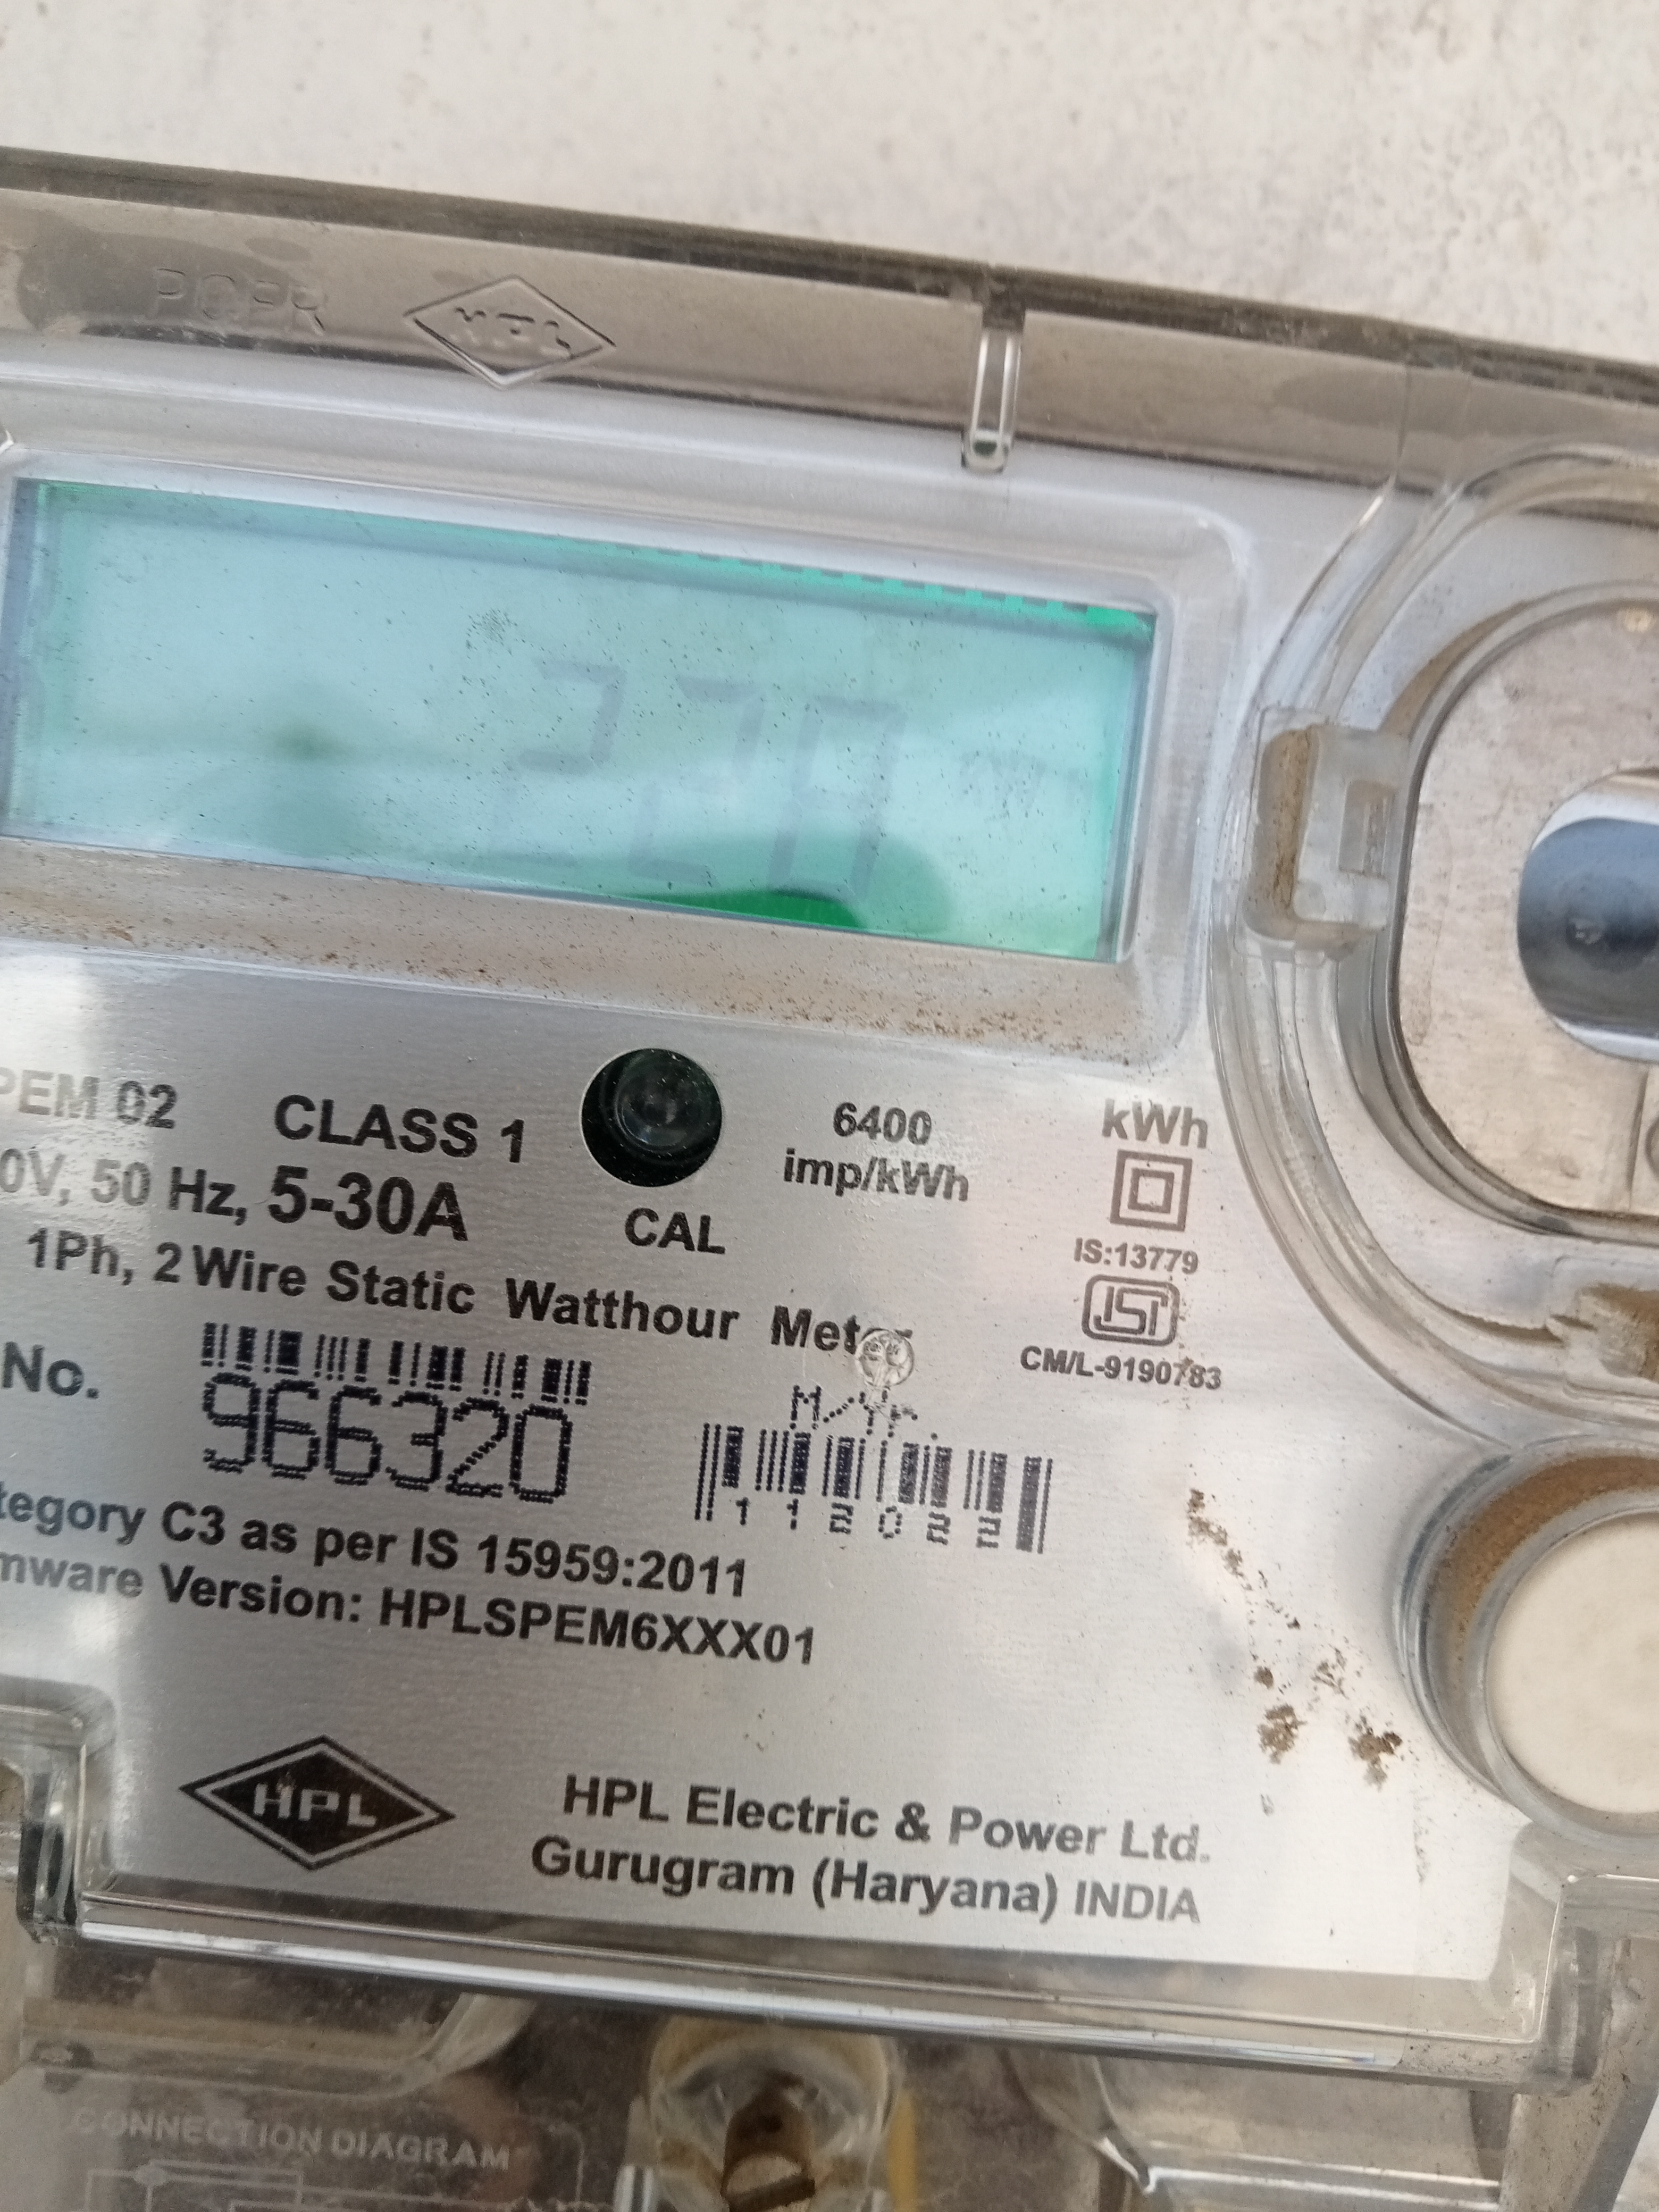 PCPR HPL
PEM 02 CLASS 1
0V, 50 Hz, 5-30A
CAL
6400
imp/kWh
kWh
IS:13779
ISI
CM/L-9190783
1Ph, 2 Wire Static Watthour Meter
No. 966320
M/Yr.
112022
tegory C3 as per IS 15959:2011
mware Version: HPLSPEM6XXX01
HPL
HPL Electric & Power Ltd.
Gurugram (Haryana) INDIA
CONNECTION DIAGRAM